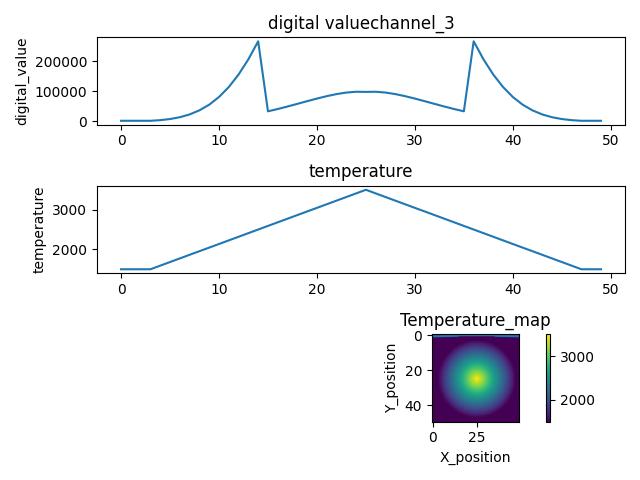 digital valuechannel_3
digital_value
200000
100000
0
0 10 20 30 40 50
temperature
temperature
3000
2000
0 10 20 30 40 50
Temperature_map
Y_position
0
20
40
0 25
X_position
3000
2000